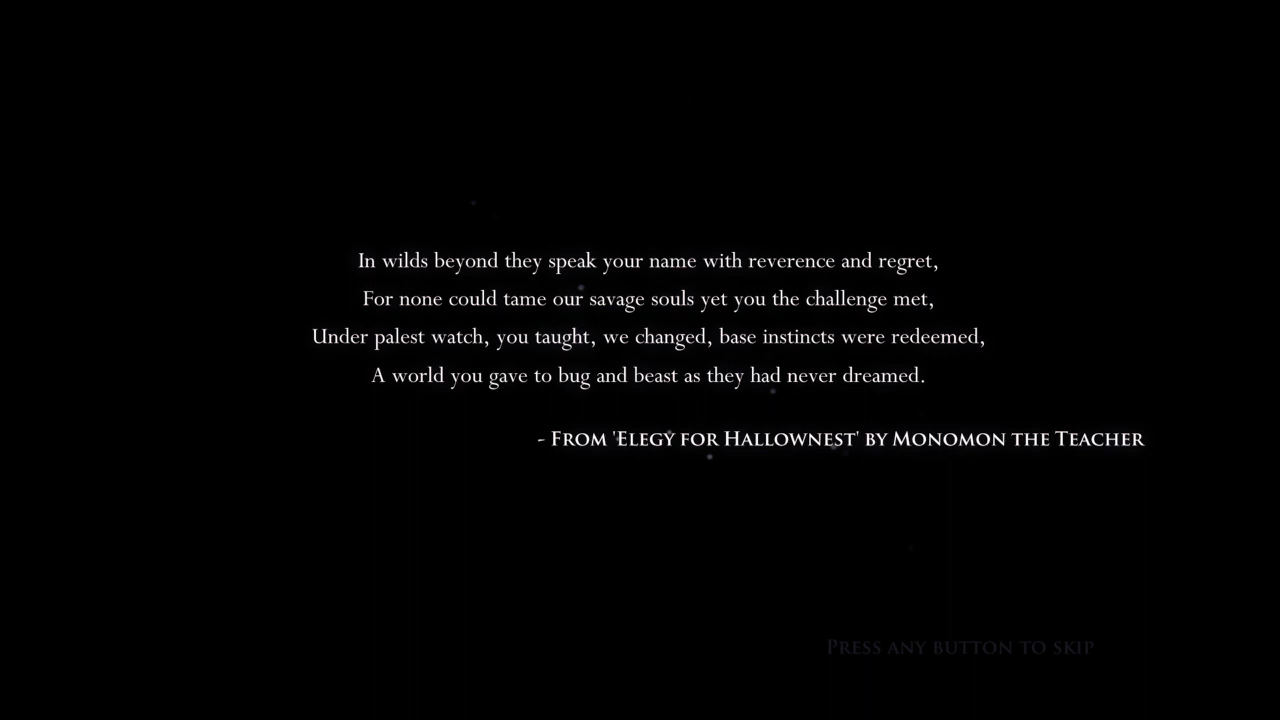 In wilds beyond they speak your name with reverence and regret,
For none could tame our savage souls yet you the challenge met,
Under palest watch, you taught, we changed, base instincts were redeemed,
A world you gave to bug and beast as they had never dreamed.
- From 'Elegy for Hallownest' by Monomon the Teacher
Press any button to skip